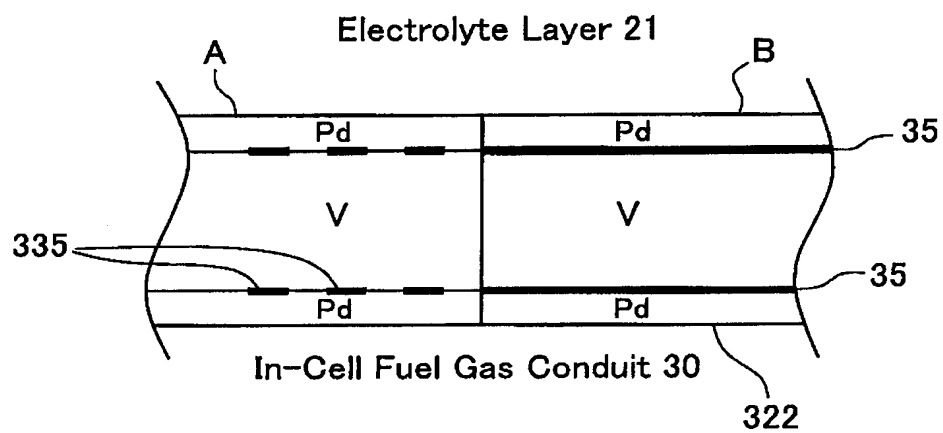 Electrolyte Layer 21
A
B
Pd
Pd
35
V
V
335
35
Pd
Pd
In-Cell Fuel Gas Conduit 30
322